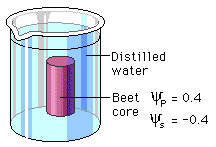 Distilled
water
Beet ψP = 0.4
core ψs = -0.4